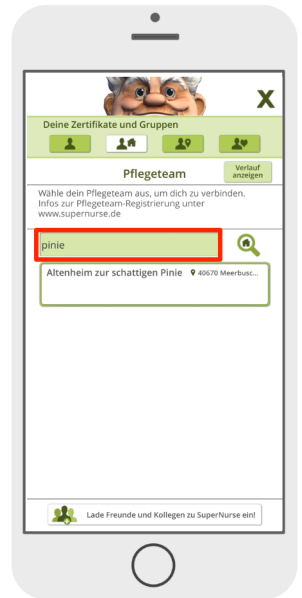 X
Deine Zertifikate und Gruppen
Pflegeteam
Verlauf
anzeigen
Wähle dein Pflegeteam aus, um dich zu verbinden.
Infos zur Pflegeteam-Registrierung unter
www.supernurse.de
pinie
Altenheim zur schattigen Pinie 40670 Meerbusc...
Lade Freunde und Kollegen zu SuperNurse ein!